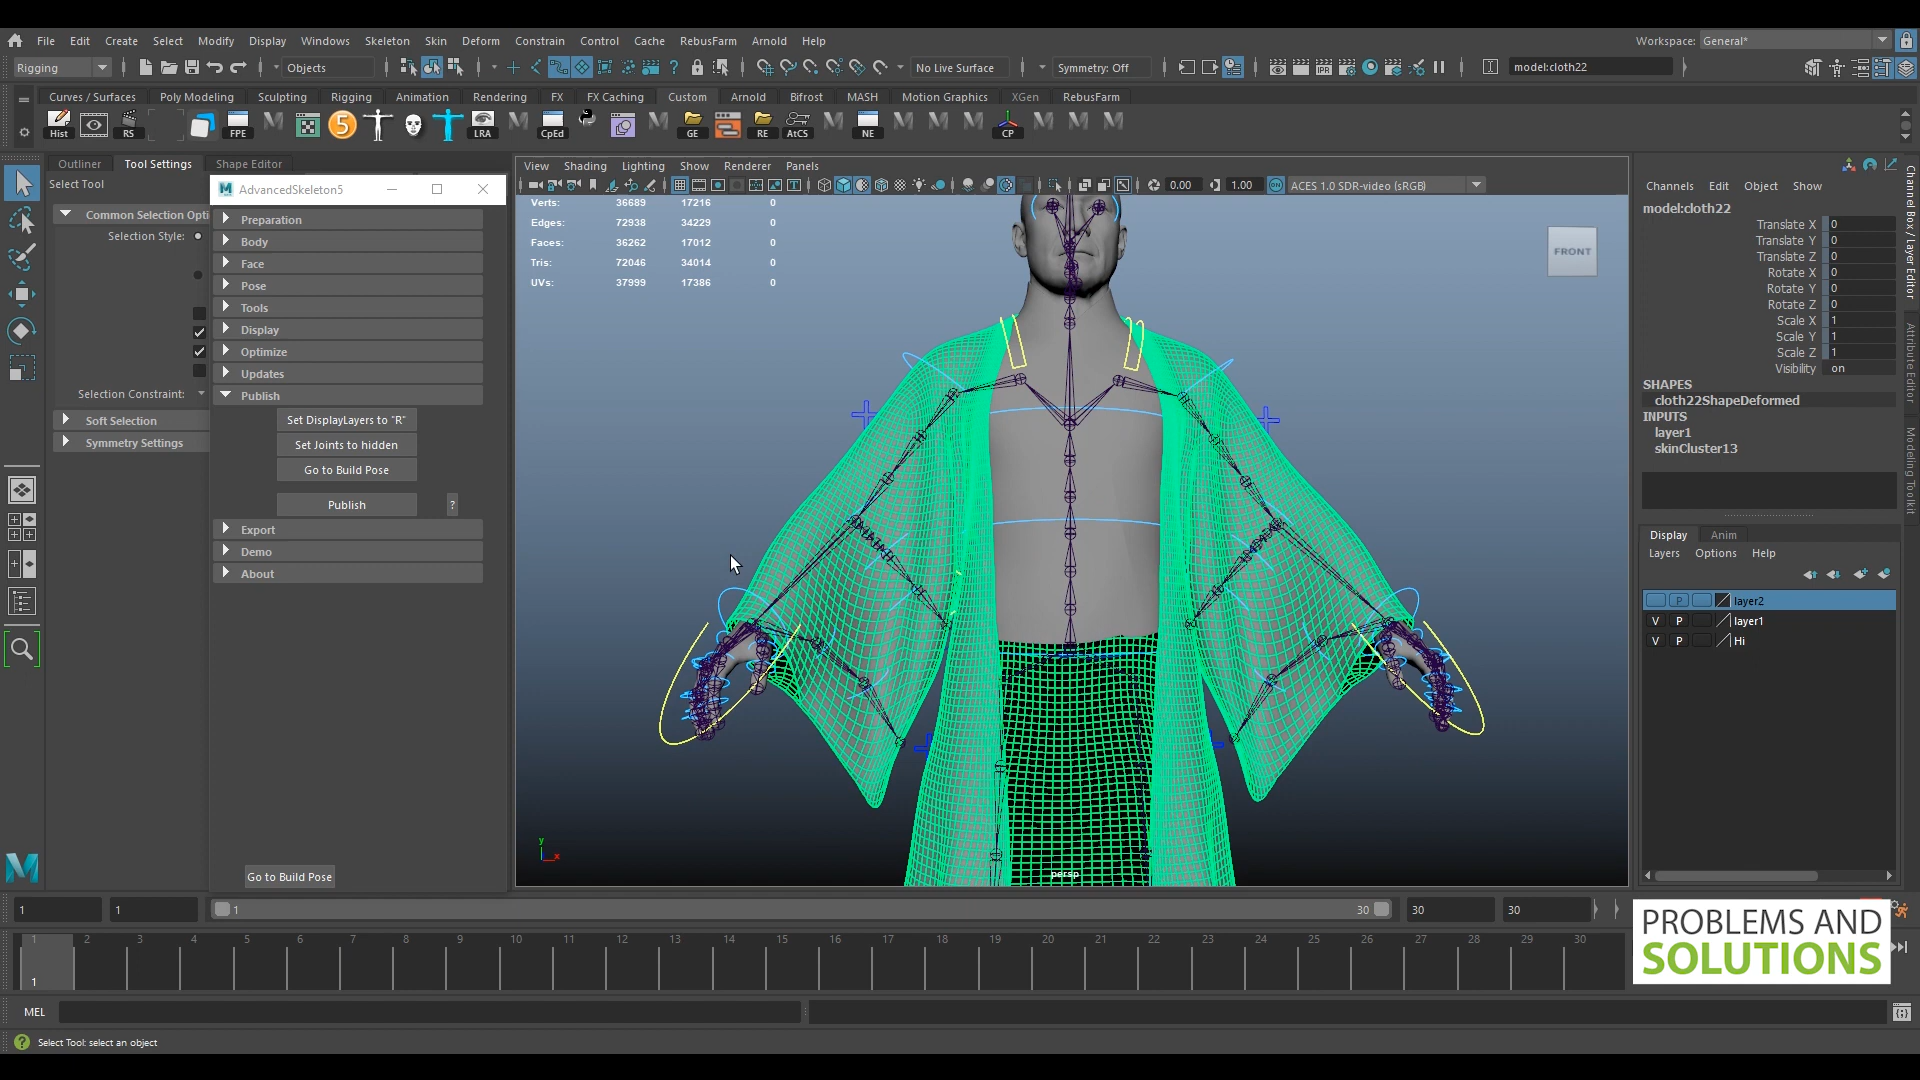 File Edit Create Select Modify Display Windows Skeleton Skin Deform Constrain Control Cache RebusFarm Arnold Help
Workspace: General*
Rigging
Objects
No Live Surface
Symmetry: Off
model:cloth22
Curves / Surfaces Poly Modeling Sculpting Rigging Animation Rendering FX FX Caching Custom Arnold Bifrost MASH Motion Graphics XGen RebusFarm
Hist RS FPE 5 LRA CpEd GE RE AtCS NE CP
Outliner Tool Settings Shape Editor
Select Tool
Common Selection Opti
Selection Style:
Selection Constraint:
Soft Selection
Symmetry Settings
AdvancedSkeleton5
Preparation
Body
Face
Pose
Tools
Display
Optimize
Updates
Publish
Set DisplayLayers to "R"
Set Joints to hidden
Go to Build Pose
Publish ?
Export
Demo
About
Go to Build Pose
View Shading Lighting Show Renderer Panels
0.00 1.00 ACES 1.0 SDR-video (sRGB)
Verts: 36689 17216 0
Edges: 72938 34229 0
Faces: 36262 17012 0
Tris: 72046 34014 0
UVs: 37999 17386 0
FRONT
y
x
persp
Channels Edit Object Show
model:cloth22
Translate X 0
Translate Y 0
Translate Z 0
Rotate X 0
Rotate Y 0
Rotate Z 0
Scale X 1
Scale Y 1
Scale Z 1
Visibility on
SHAPES
cloth22ShapeDeformed
INPUTS
layer1
skinCluster13
Channel Box / Layer Editor
Attribute Editor
Modeling Toolkit
Display Anim
Layers Options Help
P layer2
V P layer1
V P Hi
1 1 1 30 30 30
1 2 3 4 5 6 7 8 9 10 11 12 13 14 15 16 17 18 19 20 21 22 23 24 25 26 27 28 29 30
1
PROBLEMS AND
SOLUTIONS
MEL
Select Tool: select an object